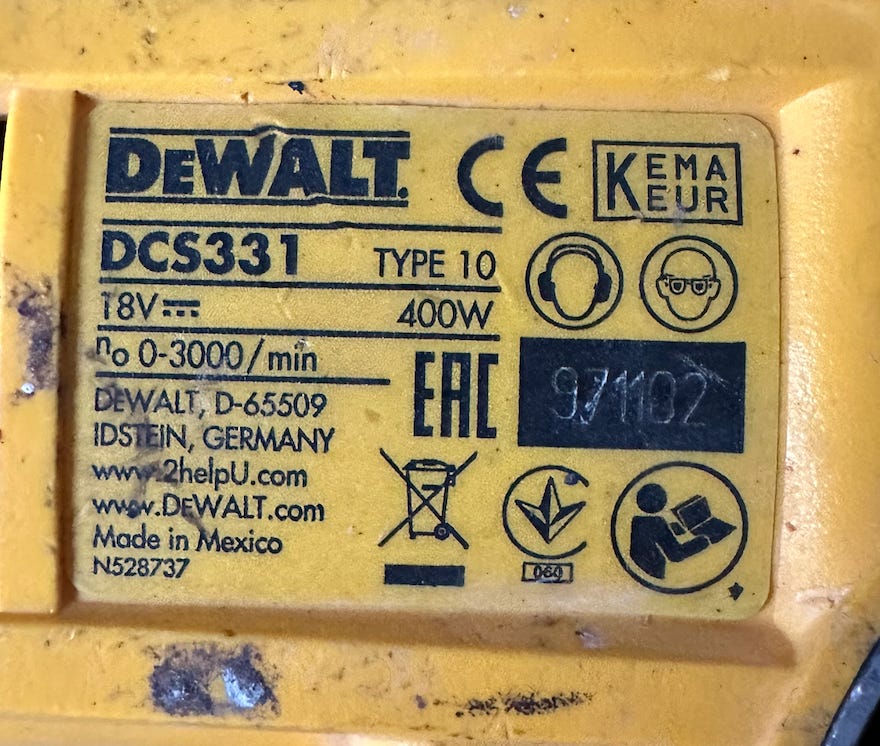 DEWALT.
CE
KEMA
KEUR
DCS331 TYPE 10
18V 400W
no 0-3000/min
EAC
971102
DEWALT, D-65509
IDSTEIN, GERMANY
www.2helpU.com
www.DEWALT.com
Made in Mexico
N528737
060